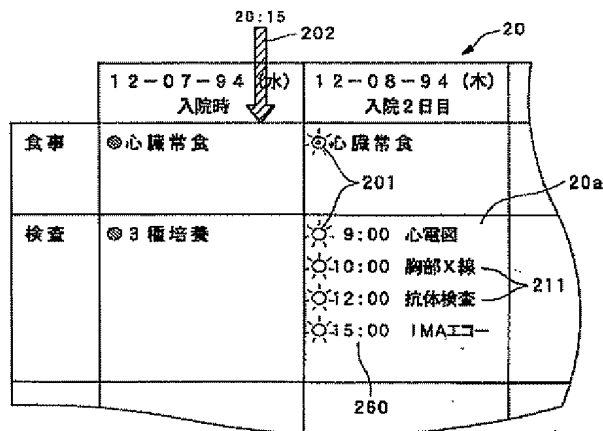 20:15
202
20
12-07-94 (水)
入院時
12-08-94 (木)
入院2日目
食事
◎心臓常食
心臓常食
201
20a
検査
◎3種培養
9:00 心電図
10:00 胸部X線
12:00 抗体検査
15:00 IMAエコー
211
260